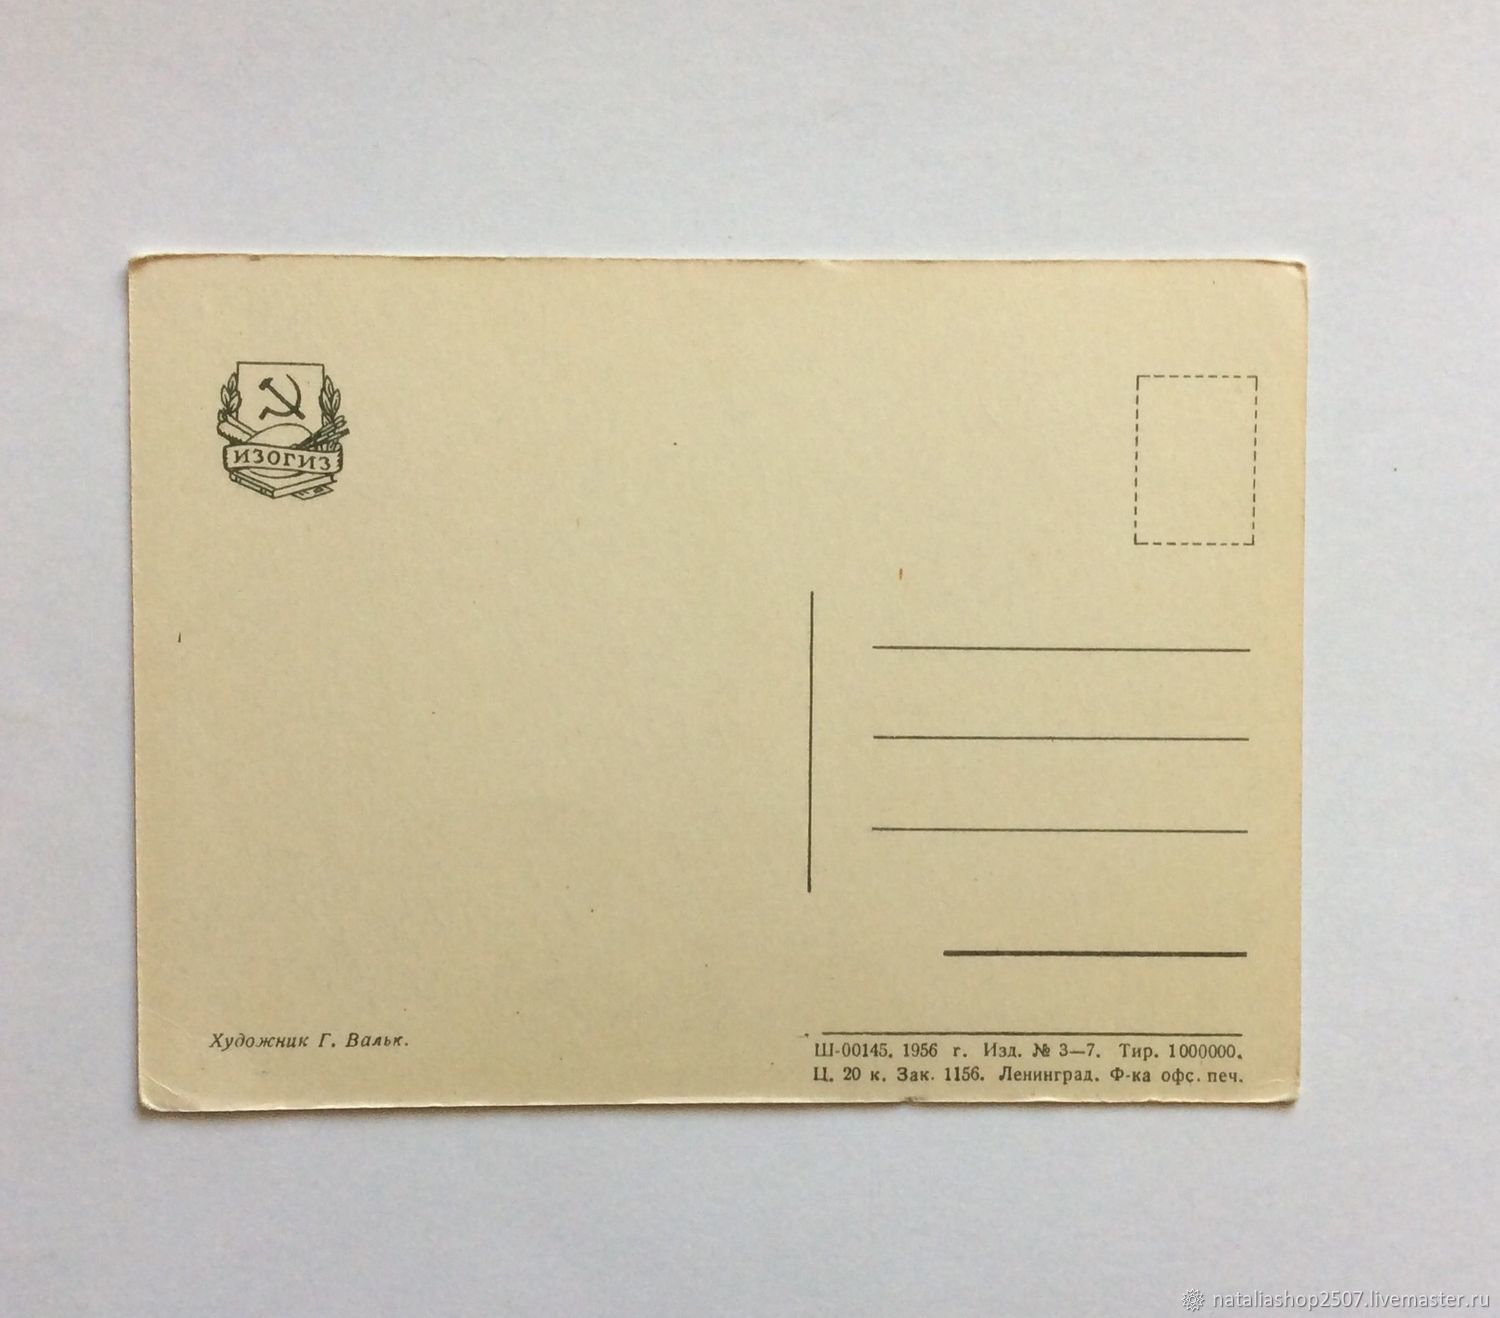 ИЗОГИЗ
Художник Г. Вальк.
Ш-00145. 1956 г. Изд. № 3—7. Тир. 1000000.
Ц. 20 к. Зак. 1156. Ленинград. Ф-ка офс. печ.
nataliashop2507.livemaster.ru